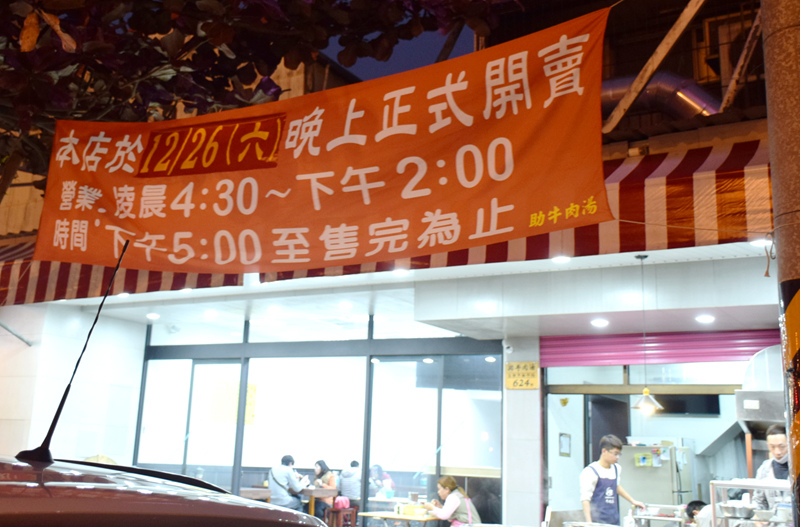 本店於12/26(六)晚上正式開賣
營業:凌晨4:30~下午2:00
時間 下午5:00至售完為止
助牛肉湯
624